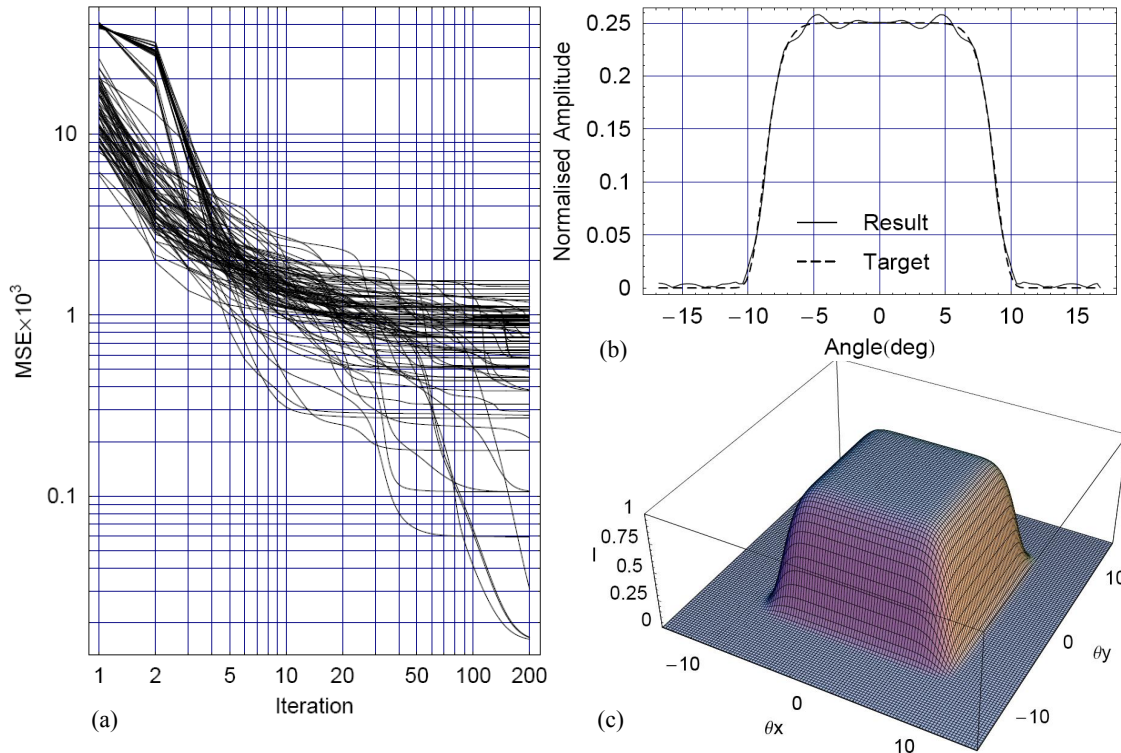 10
1
0.1
MSE×10³
1 2 5 10 20 50 100 200
Iteration
(a)
0.25
0.2
0.15
0.1
0.05
0
Normalised Amplitude
Result
Target
−15 −10 −5 0 5 10 15
Angle(deg)
(b)
1
0.75
0.5
0.25
0
I
−10
0
10
θx
10
0
−10
θy
(c)